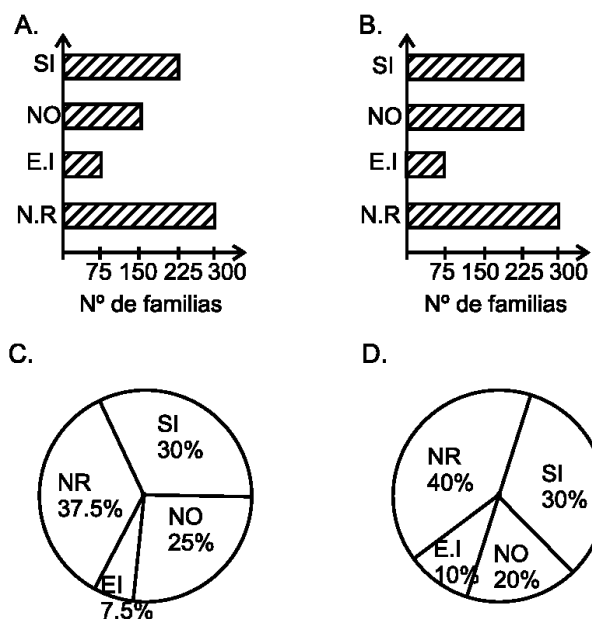 A.
SI
NO
E.I
N.R
75 150 225 300
Nº de familias
B.
SI
NO
E.I
N.R
75 150 225 300
Nº de familias
C.
SI
30%
NR
37.5%
NO
25%
EI
7.5%
D.
NR
40%
SI
30%
E.I
10%
NO
20%